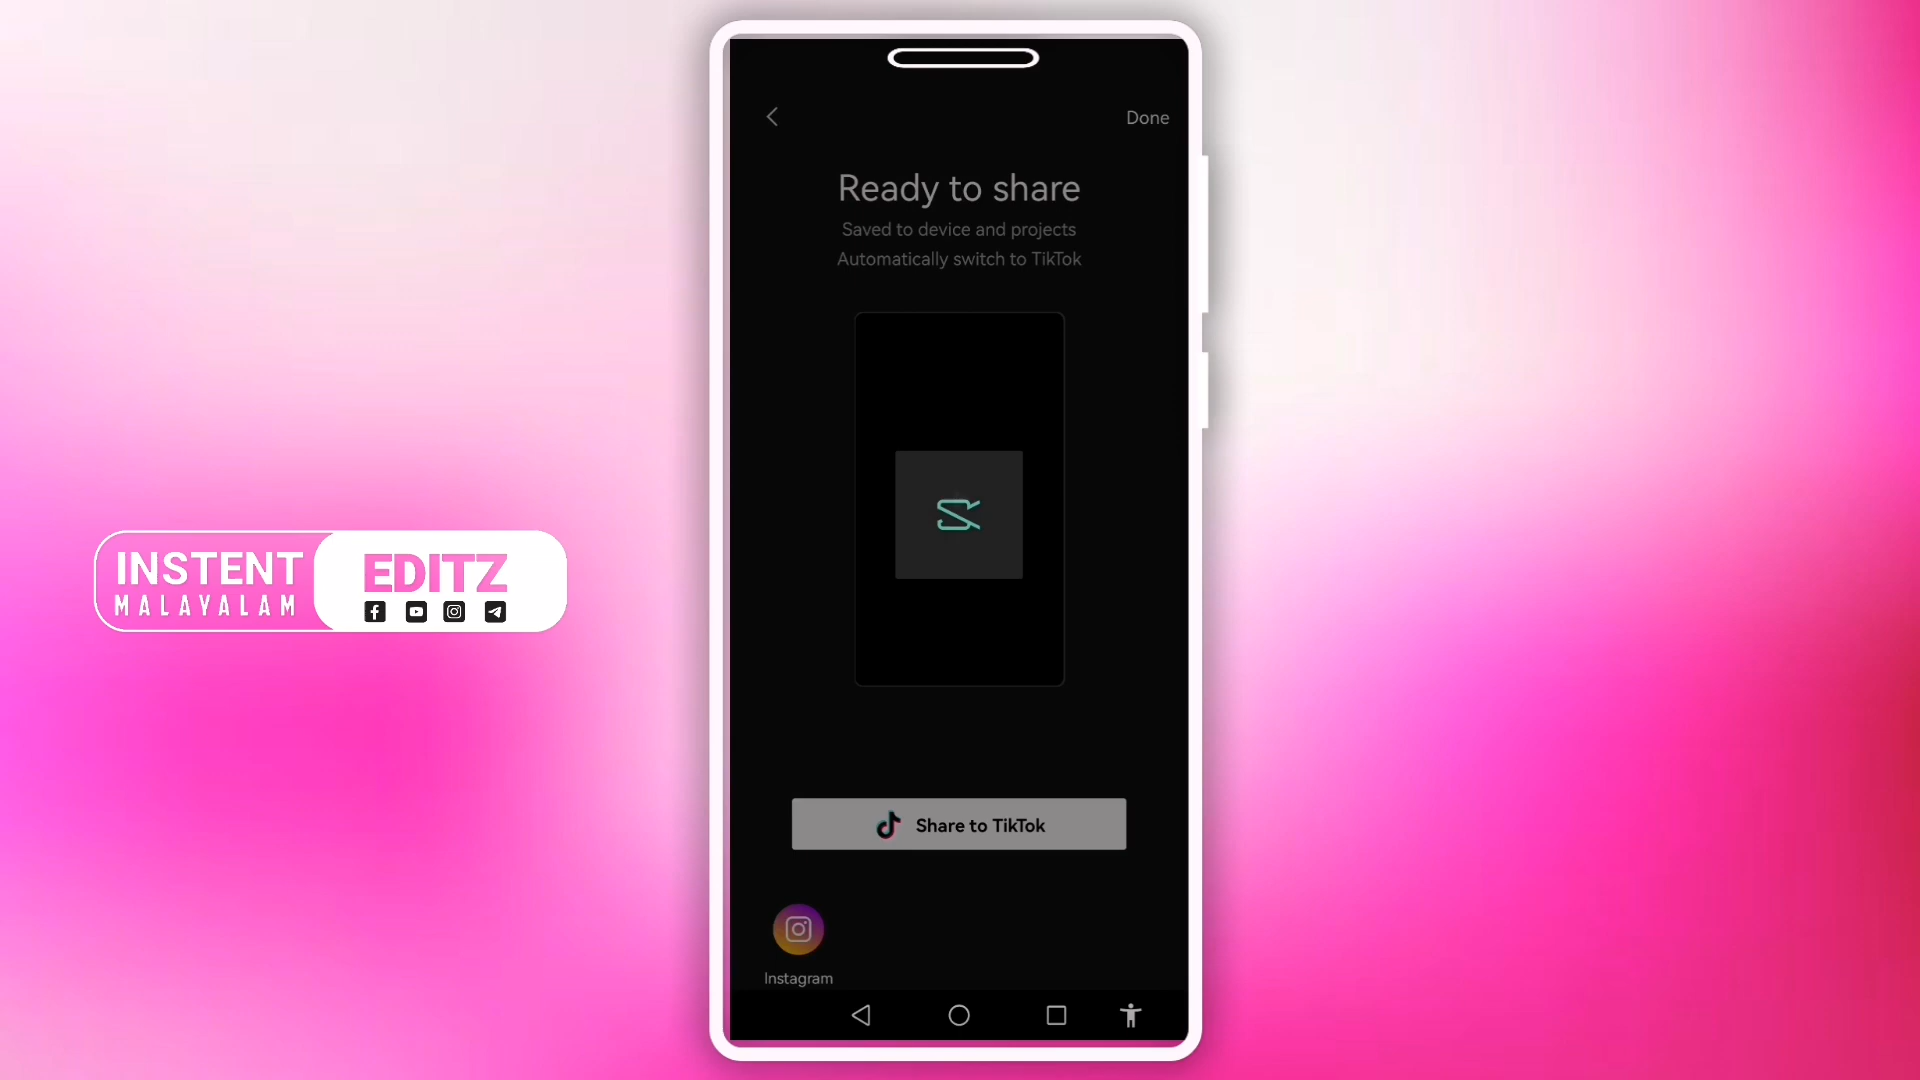 INSTENT
MALAYALAM
EDITZ
Done
Ready to share
Saved to device and projects
Automatically switch to TikTok
Share to TikTok
Instagram